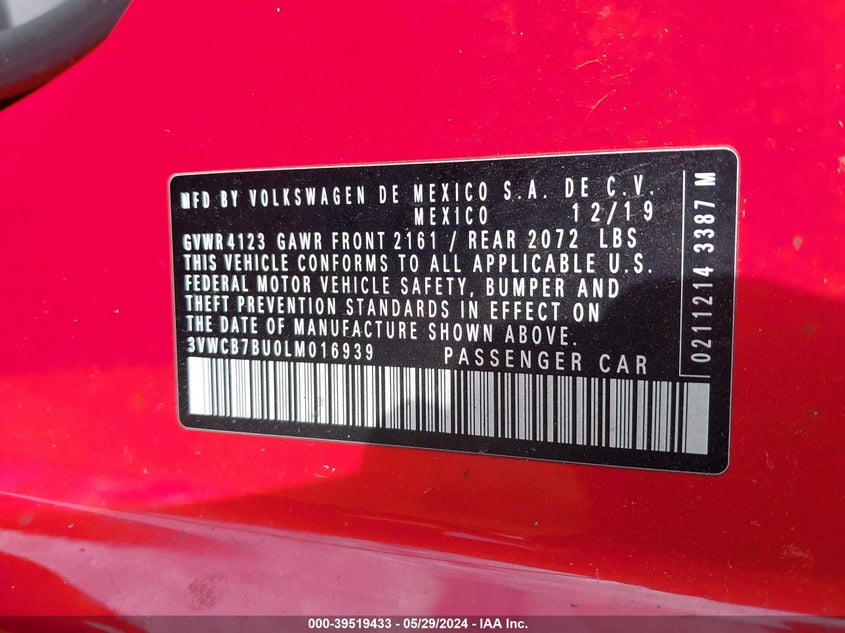 MFD BY VOLKSWAGEN DE MEXICO S.A. DE C.V.
MEXICO 12/19
GVWR 4123 GAWR FRONT 2161 / REAR 2072 LBS
THIS VEHICLE CONFORMS TO ALL APPLICABLE U.S.
FEDERAL MOTOR VEHICLE SAFETY, BUMPER AND
THEFT PREVENTION STANDARDS IN EFFECT ON
THE DATE OF MANUFACTURE SHOWN ABOVE.
3VWCB7BU0LM016939 PASSENGER CAR
0211214 3387 M
000-39519433 - 05/29/2024 - IAA Inc.